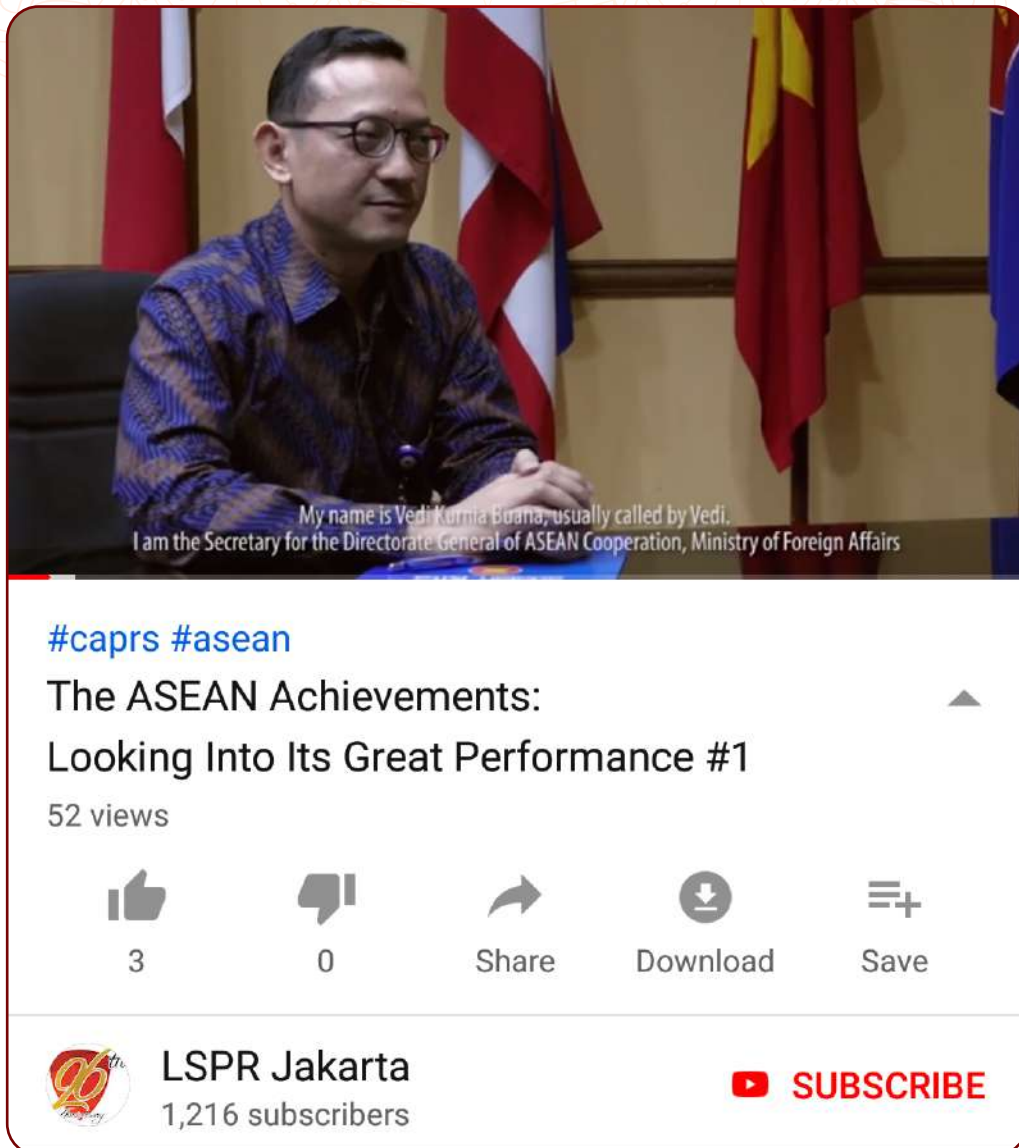 My name is Vedi Kurnia Buana, usually called by Vedi.
I am the Secretary for the Directorate General of ASEAN Cooperation, Ministry of Foreign Affairs
#caprs #asean
The ASEAN Achievements:
Looking Into Its Great Performance #1
52 views
3
0
Share
Download
Save
26th
LSPR Jakarta
1,216 subscribers
SUBSCRIBE